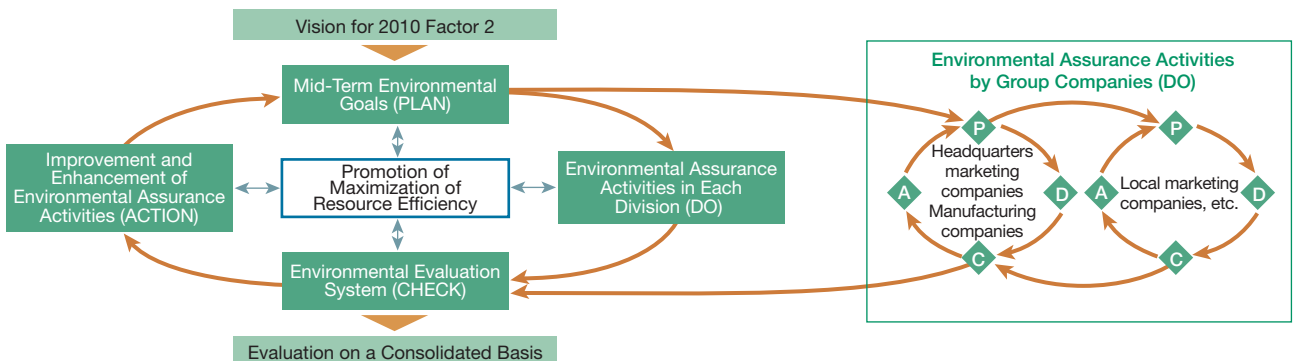 Vision for 2010 Factor 2
Mid-Term Environmental
Goals (PLAN)
Improvement and
Enhancement of
Environmental Assurance
Activities (ACTION)
Promotion of
Maximization of
Resource Efficiency
Environmental Assurance
Activities in Each
Division (DO)
Environmental Evaluation
System (CHECK)
Evaluation on a Consolidated Basis
Environmental Assurance Activities
by Group Companies (DO)
P
Headquarters
marketing
companies
Manufacturing
companies
A
D
C
P
Local marketing
companies, etc.
A
D
C